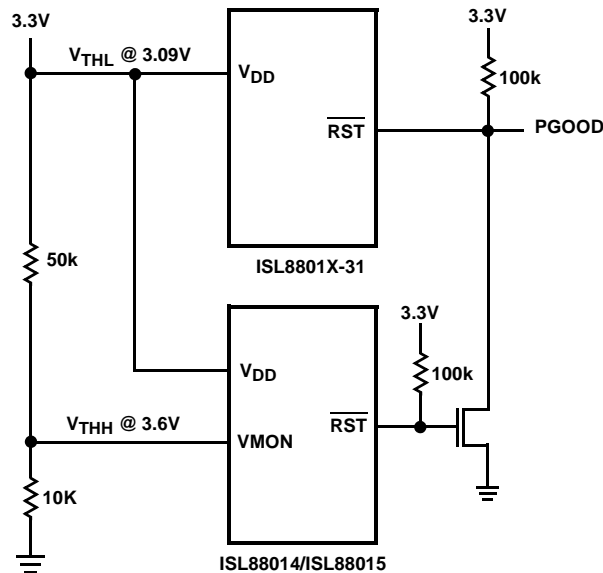 3.3V
3.3V
V_THL @ 3.09V
V_DD
100k
RST
PGOOD
50k
ISL8801X-31
3.3V
V_DD
100k
V_THH @ 3.6V
VMON
RST
10K
ISL88014/ISL88015